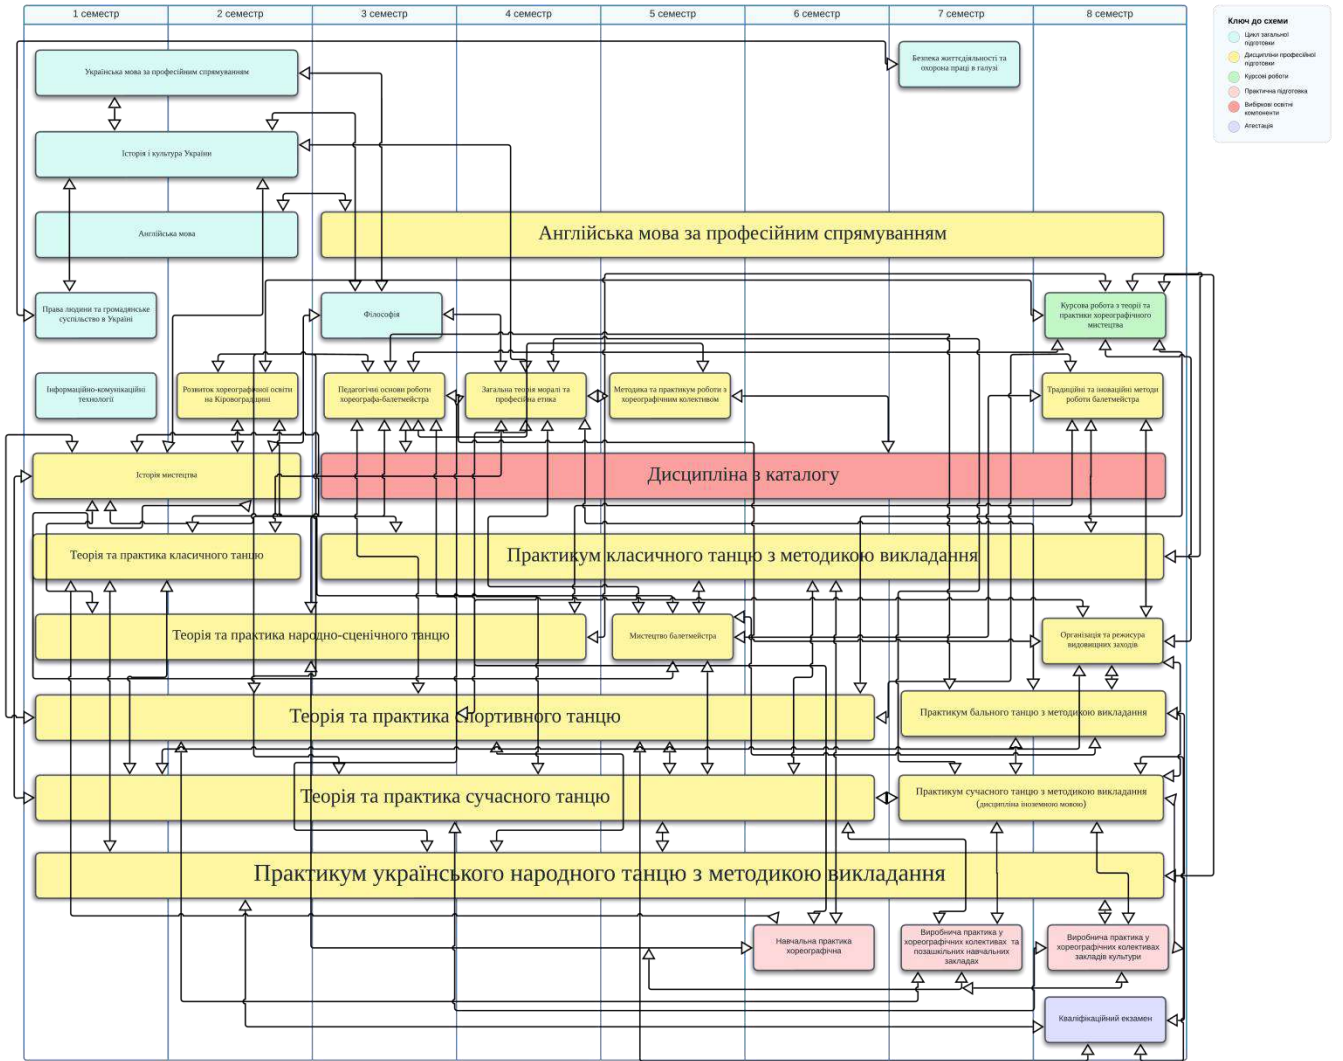 1 семестр
2 семестр
3 семестр
4 семестр
5 семестр
6 семестр
7 семестр
8 семестр
Ключ до схеми
Цикл загальної
підготовки
Дисципліни професійної
підготовки
Курсові роботи
Практична підготовка
Вибіркові освітні
компоненти
Атестація
Українська мова за професійним спрямуванням
Безпека життєдіяльності та
охорона праці в галузі
Історія і культура України
Англійська мова
Англійська мова за професійним спрямуванням
Права людини та громадянське
суспільство в Україні
Філософія
Курсова робота з теорії та
практики хореографічного
мистецтва
Інформаційно-комунікаційні
технології
Розвиток хореографічної освіти
на Кіровоградщині
Педагогічні основи роботи
хореографа-балетмейстра
Загальна теорія моралі та
професійна етика
Методика та практикум роботи з
хореографічним колективом
Традиційні та іноваційні методи
роботи балетмейстра
Історія мистецтва
Дисципліна з каталогу
Теорія та практика класичного танцю
Практикум класичного танцю з методикою викладання
Теорія та практика народно-сценічного танцю
Мистецтво балетмейстра
Організація та режисура
видовищних заходів
Теорія та практика спортивного танцю
Практикум бального танцю з методикою викладання
Теорія та практика сучасного танцю
Практикум сучасного танцю з методикою викладання
(дисципліна іноземною мовою)
Практикум українського народного танцю з методикою викладання
Навчальна практика
хореографічна
Виробнича практика у
хореографічних колективах та
позашкільних навчальних
закладах
Виробнича практика у
хореографічних колективах
закладів культури
Кваліфікаційний екзамен